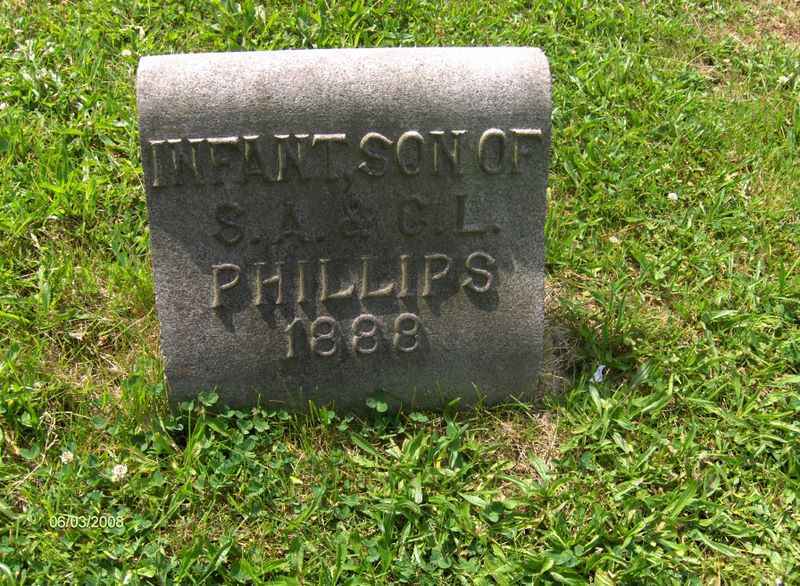 INFANT, SON OF
S. A. & C. L.
PHILLIPS
1888
06/03/2008